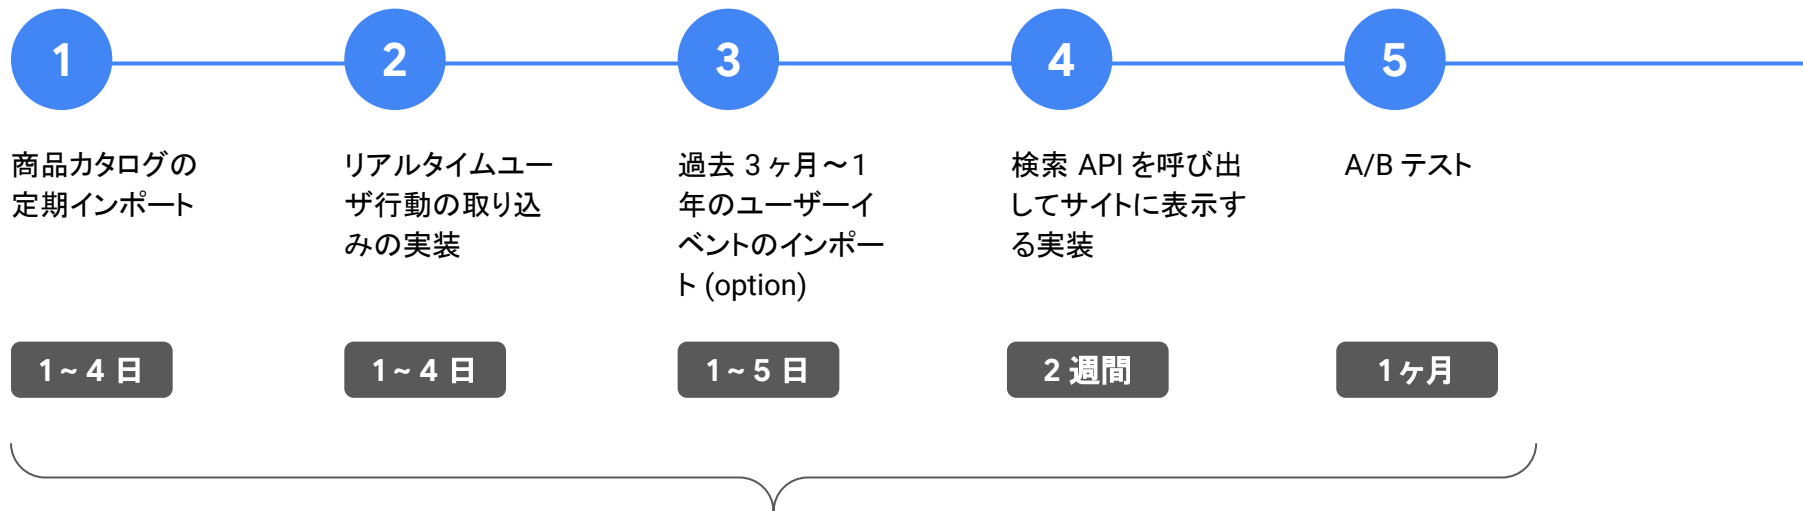 1
2
3
4
5
商品カタログの
定期インポート
リアルタイムユー
ザ行動の取り込
みの実装
過去 3 ヶ月〜1
年のユーザーイ
ベントのインポー
ト (option)
検索 API を呼び出
してサイトに表示す
る実装
A/B テスト
1 ~ 4 日
1 ~ 4 日
1 ~ 5 日
2 週間
1 ヶ月